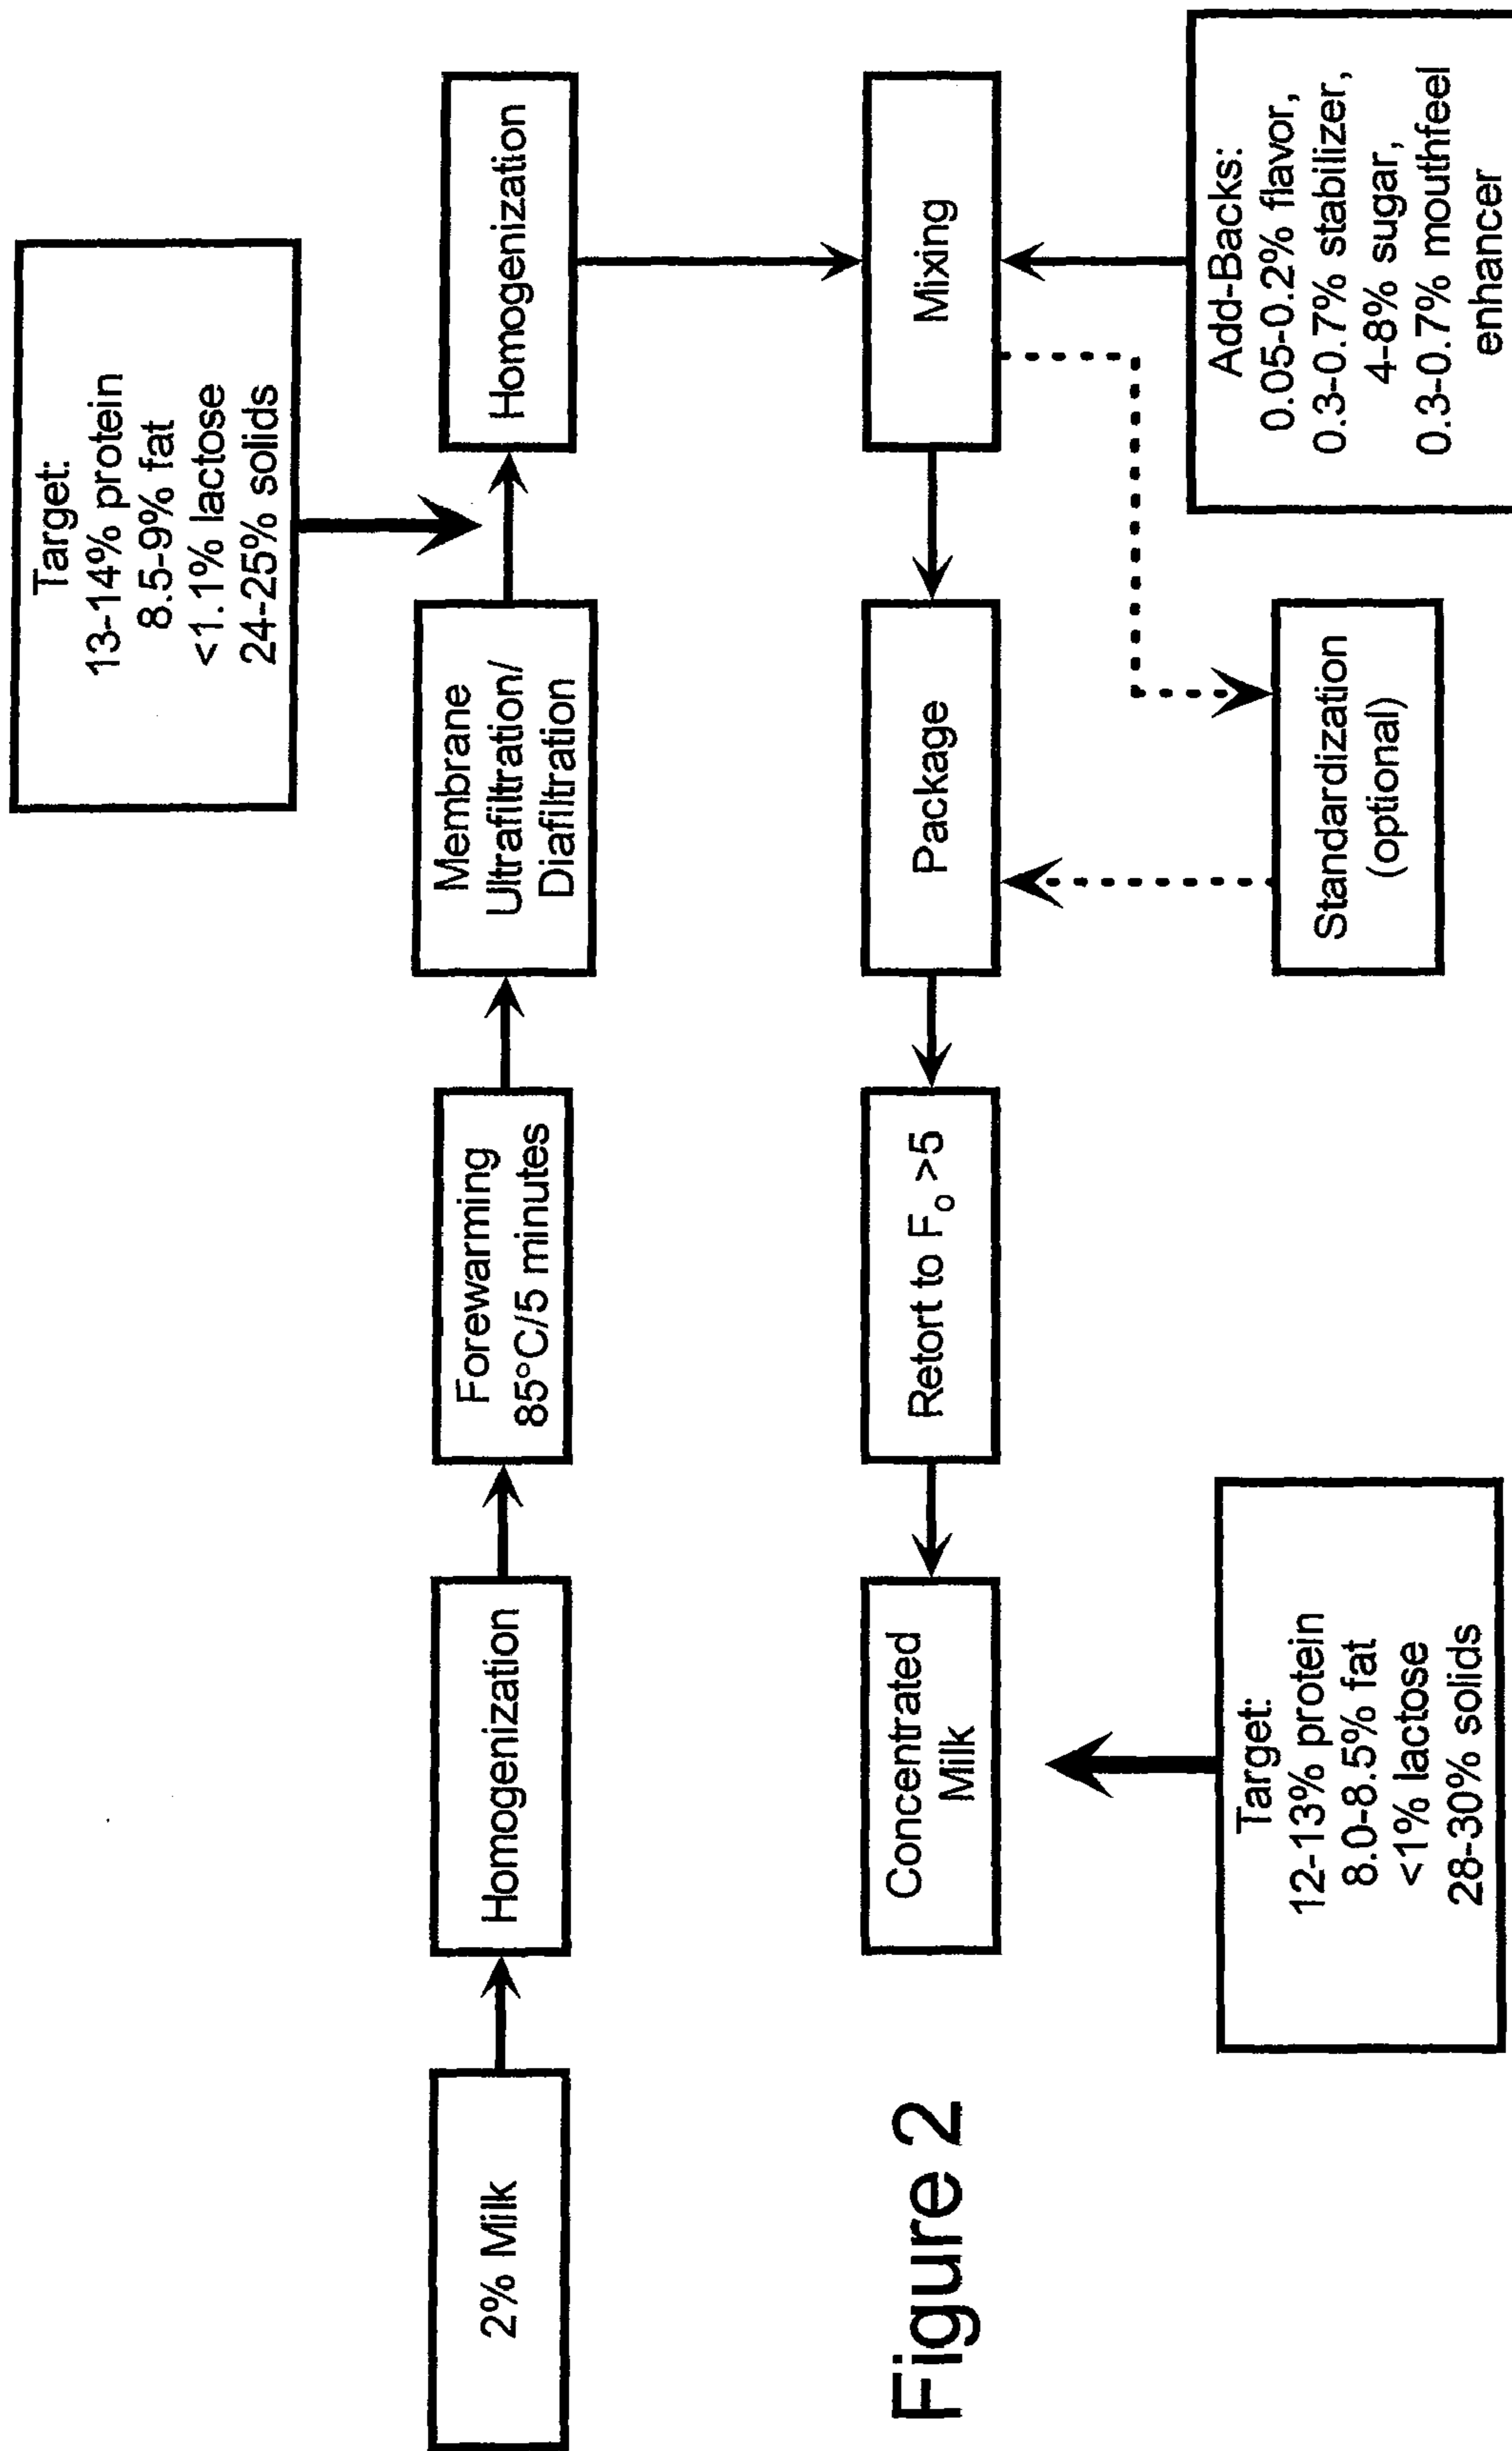 Target:
13-14% protein
8.5-9% fat
<1.1% lactose
24-25% solids
2% Milk
Homogenization
Forewarming
85°C/5 minutes
Membrane
Ultrafiltration/
Diafiltration
Homogenization
Concentrated
Milk
Retort to Fo >5
Package
Mixing
Figure 2
Target:
12-13% protein
8.0-8.5% fat
<1% lactose
28-30% solids
Standardization
(optional)
Add-Backs:
0.05-0.2% flavor,
0.3-0.7% stabilizer,
4-8% sugar,
0.3-0.7% mouthfeel
enhancer